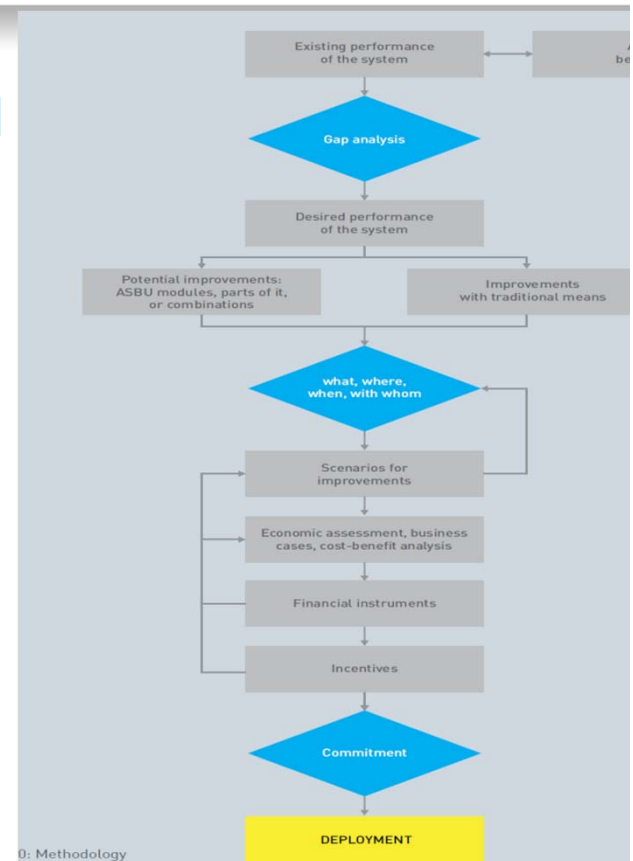 Existing performance
of the system
A
be
Gap analysis
Desired performance
of the system
Potential improvements:
ASBU modules, parts of it,
or combinations
Improvements
with traditional means
what, where,
when, with whom
Scenarios for
improvements
Economic assessment, business
cases, cost-benefit analysis
Financial instruments
Incentives
Commitment
DEPLOYMENT
0: Methodology